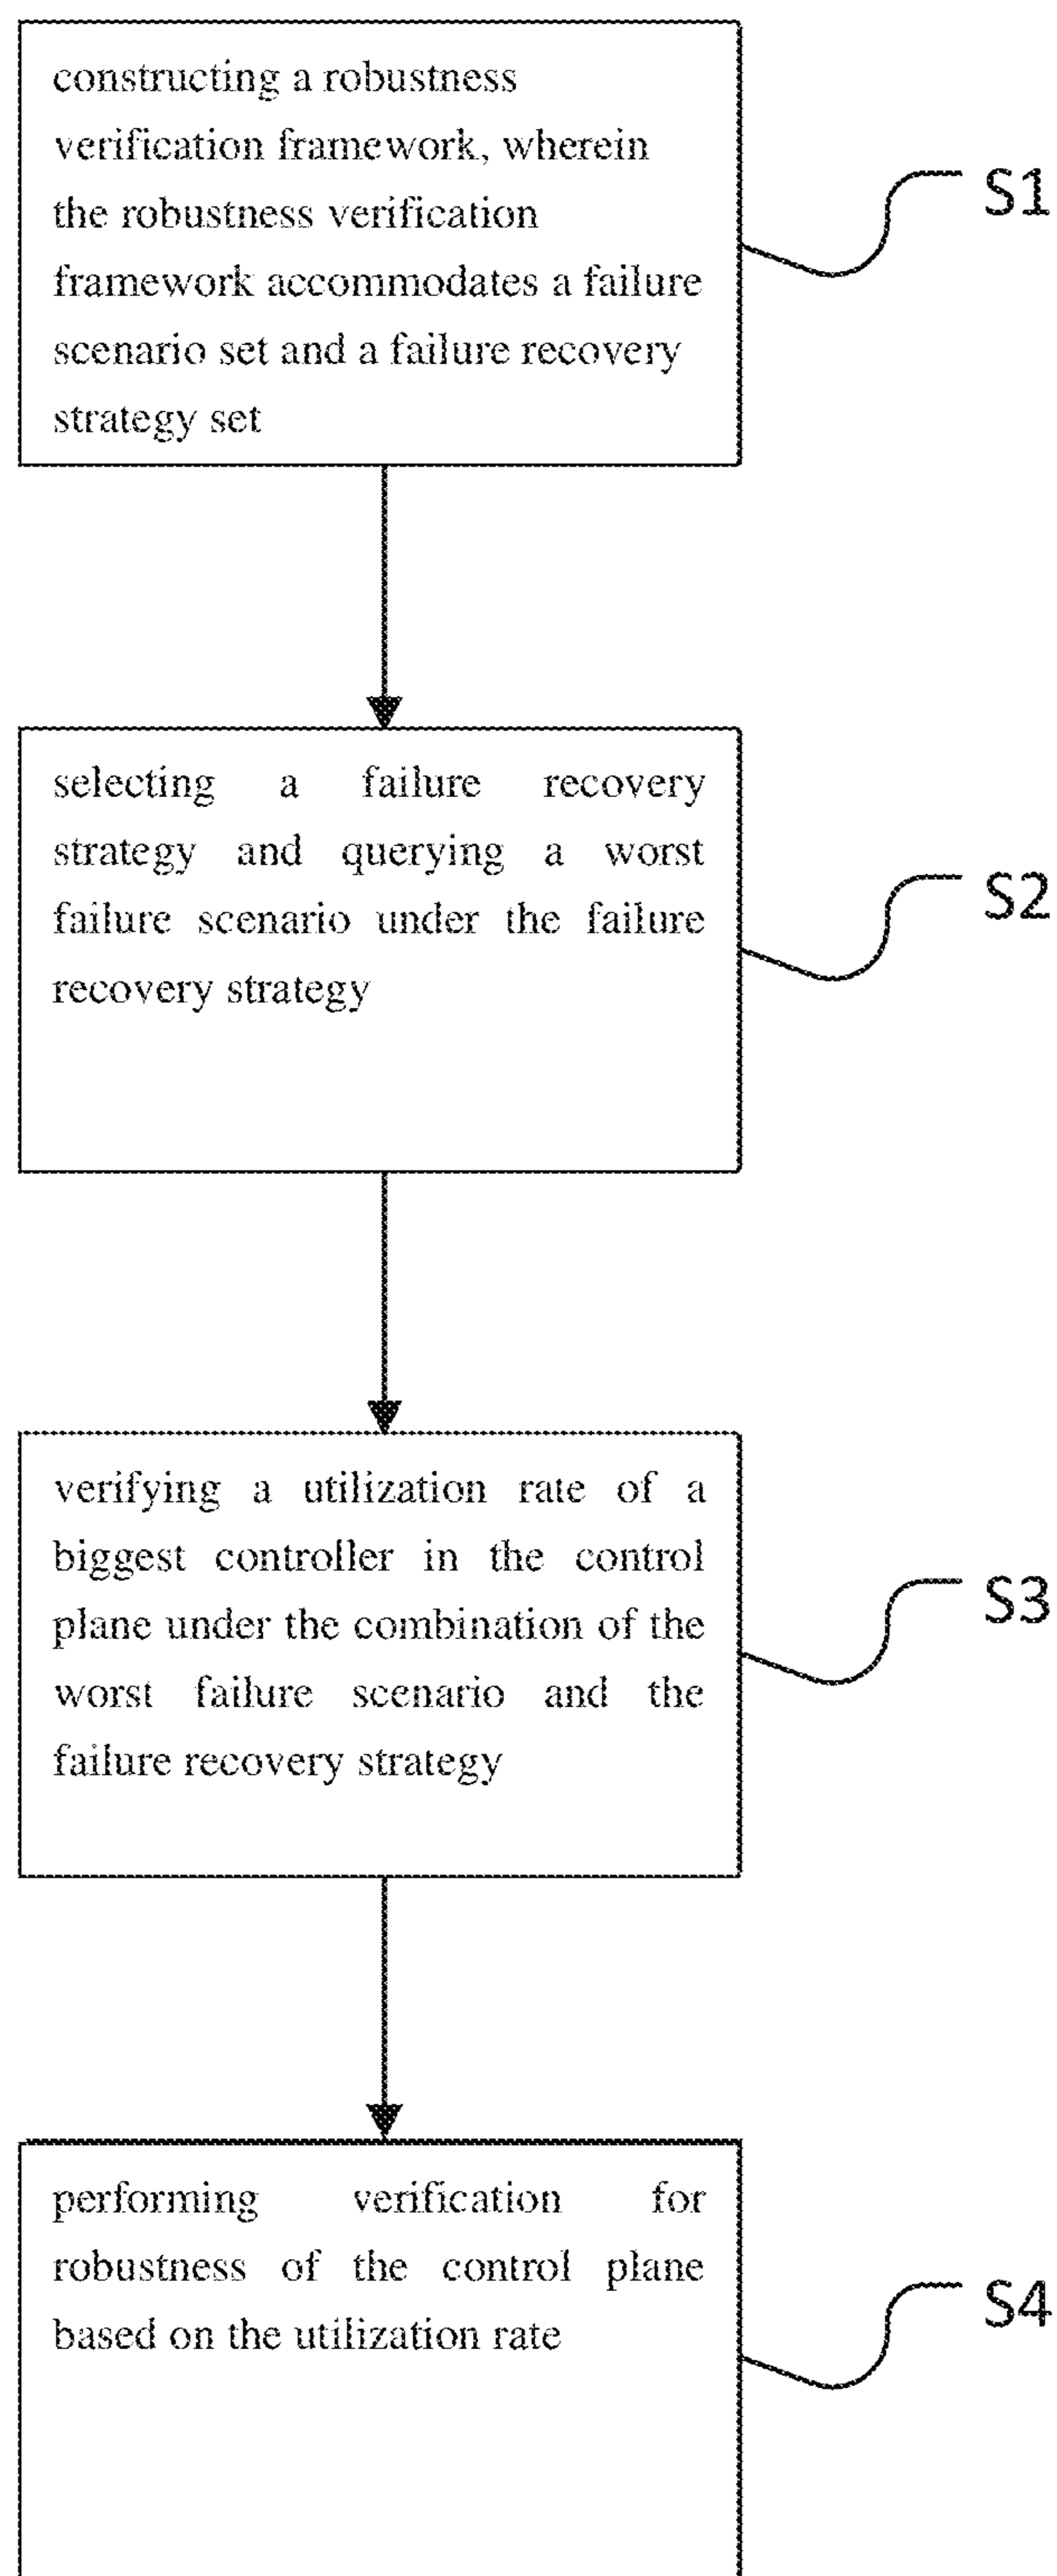 constructing a robustness
verification framework, wherein
the robustness verification
framework accommodates a failure
scenario set and a failure recovery
strategy set
S1
selecting a failure recovery
strategy and querying a worst
failure scenario under the failure
recovery strategy
S2
verifying a utilization rate of a
biggest controller in the control
plane under the combination of the
worst failure scenario and the
failure recovery strategy
S3
performing verification for
robustness of the control plane
based on the utilization rate
S4